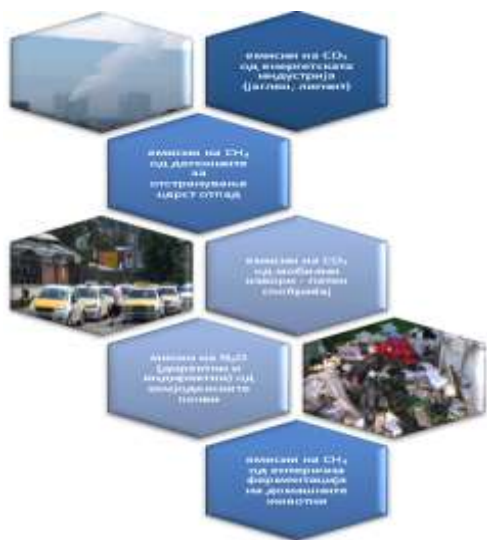 емисии на CO₂
од енергетската
индустрија
(јаглен, лигнит)
емисии на CH₄
од депониите
за
отстранување
цврст отпад
емисии на CO₂
од мобилни
извори - патен
сообраќај
мисии на N₂O
(директни и
индиректни) од
земјоделските
почви
емисии на CH₄
од ентерична
ферментација
на домашните
животни